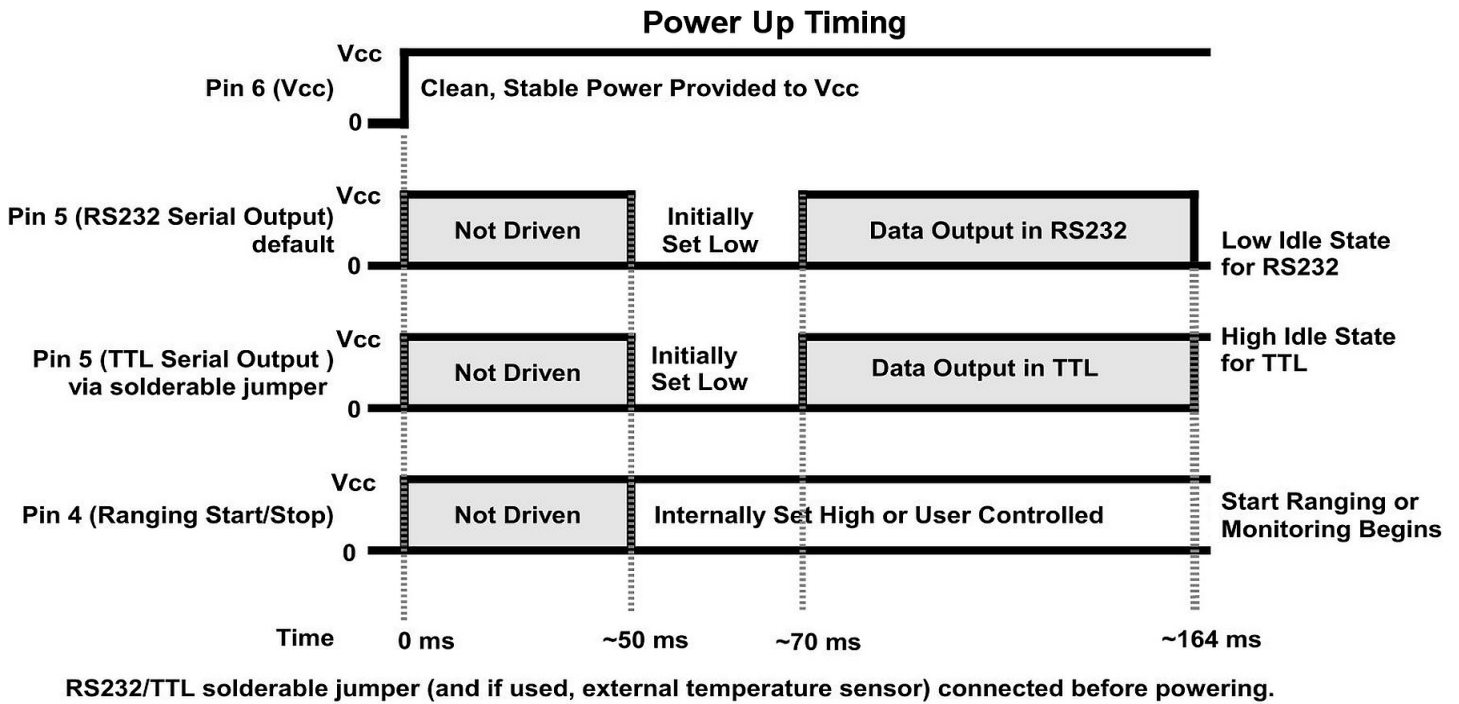 Power Up Timing
Vcc
Pin 6 (Vcc)
Clean, Stable Power Provided to Vcc
0
Vcc
Pin 5 (RS232 Serial Output)
default
Not Driven
Initially
Set Low
Data Output in RS232
0
Low Idle State
for RS232
Vcc
Pin 5 (TTL Serial Output )
via solderable jumper
Not Driven
Initially
Set Low
Data Output in TTL
0
High Idle State
for TTL
Vcc
Pin 4 (Ranging Start/Stop)
Not Driven
Internally Set High or User Controlled
0
Start Ranging or
Monitoring Begins
Time
0 ms
~50 ms
~70 ms
~164 ms
RS232/TTL solderable jumper (and if used, external temperature sensor) connected before powering.